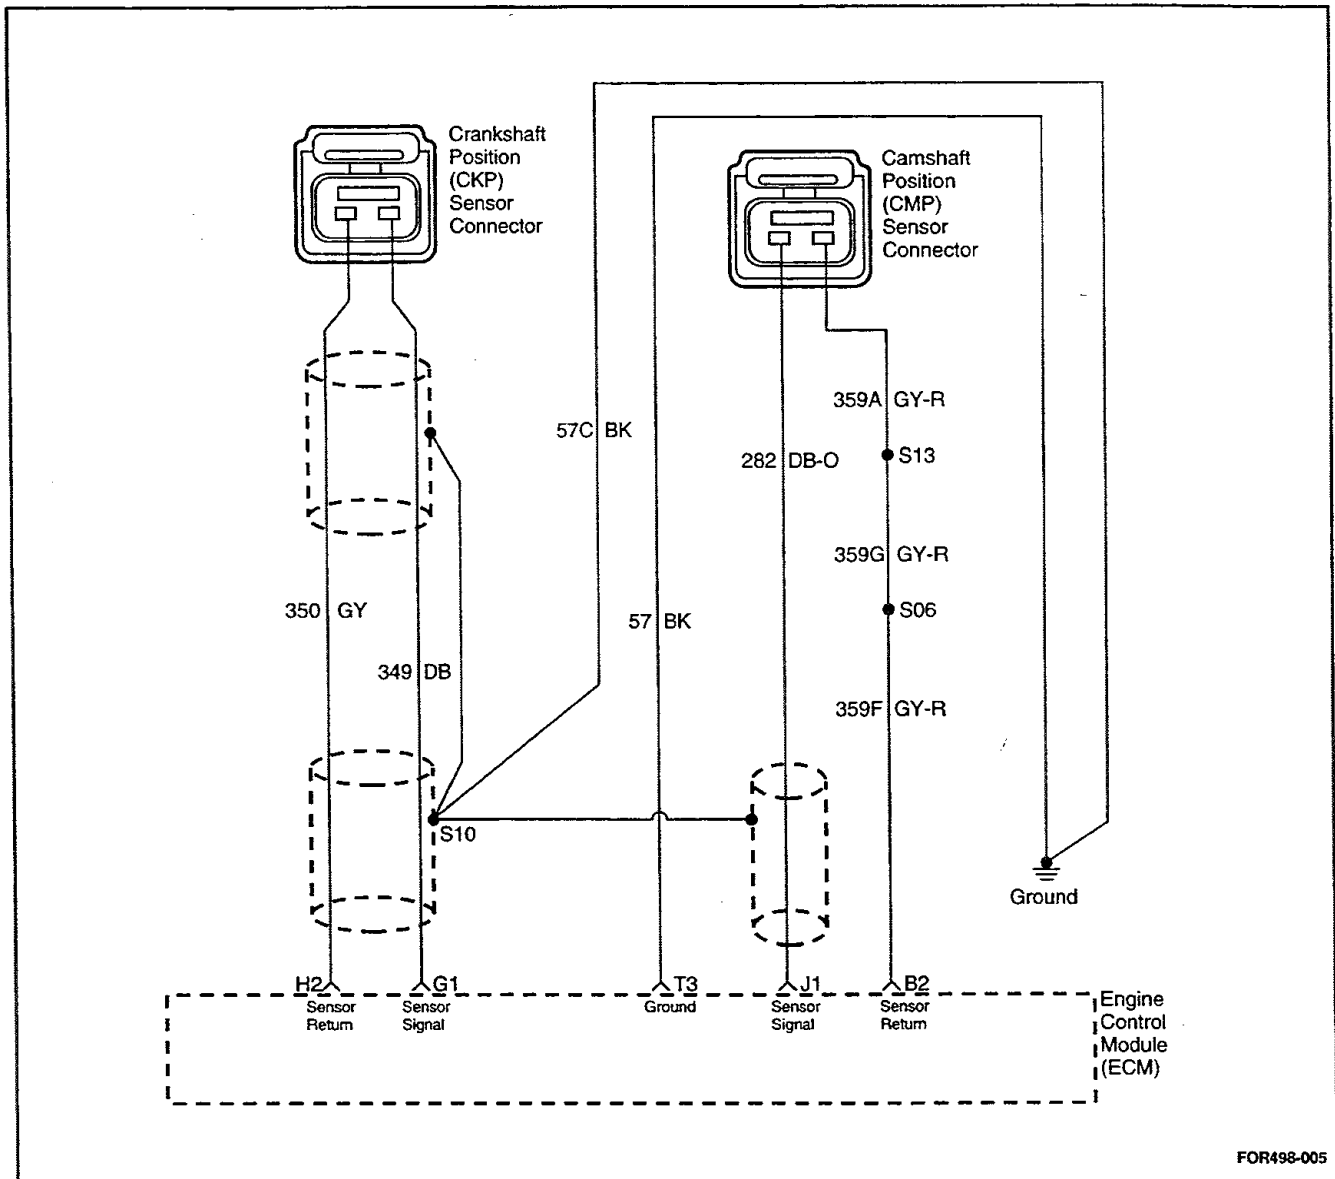 Crankshaft
Position
(CKP)
Sensor
Connector
Camshaft
Position
(CMP)
Sensor
Connector
359A GY-R
57C BK
282 DB-O
S13
359G GY-R
350 GY
57 BK
S06
349 DB
359F GY-R
S10
Ground
H2 G1 T3 J1 B2
Sensor
Return
Sensor
Signal
Ground
Sensor
Signal
Sensor
Return
Engine
Control
Module
(ECM)
FOR498-005